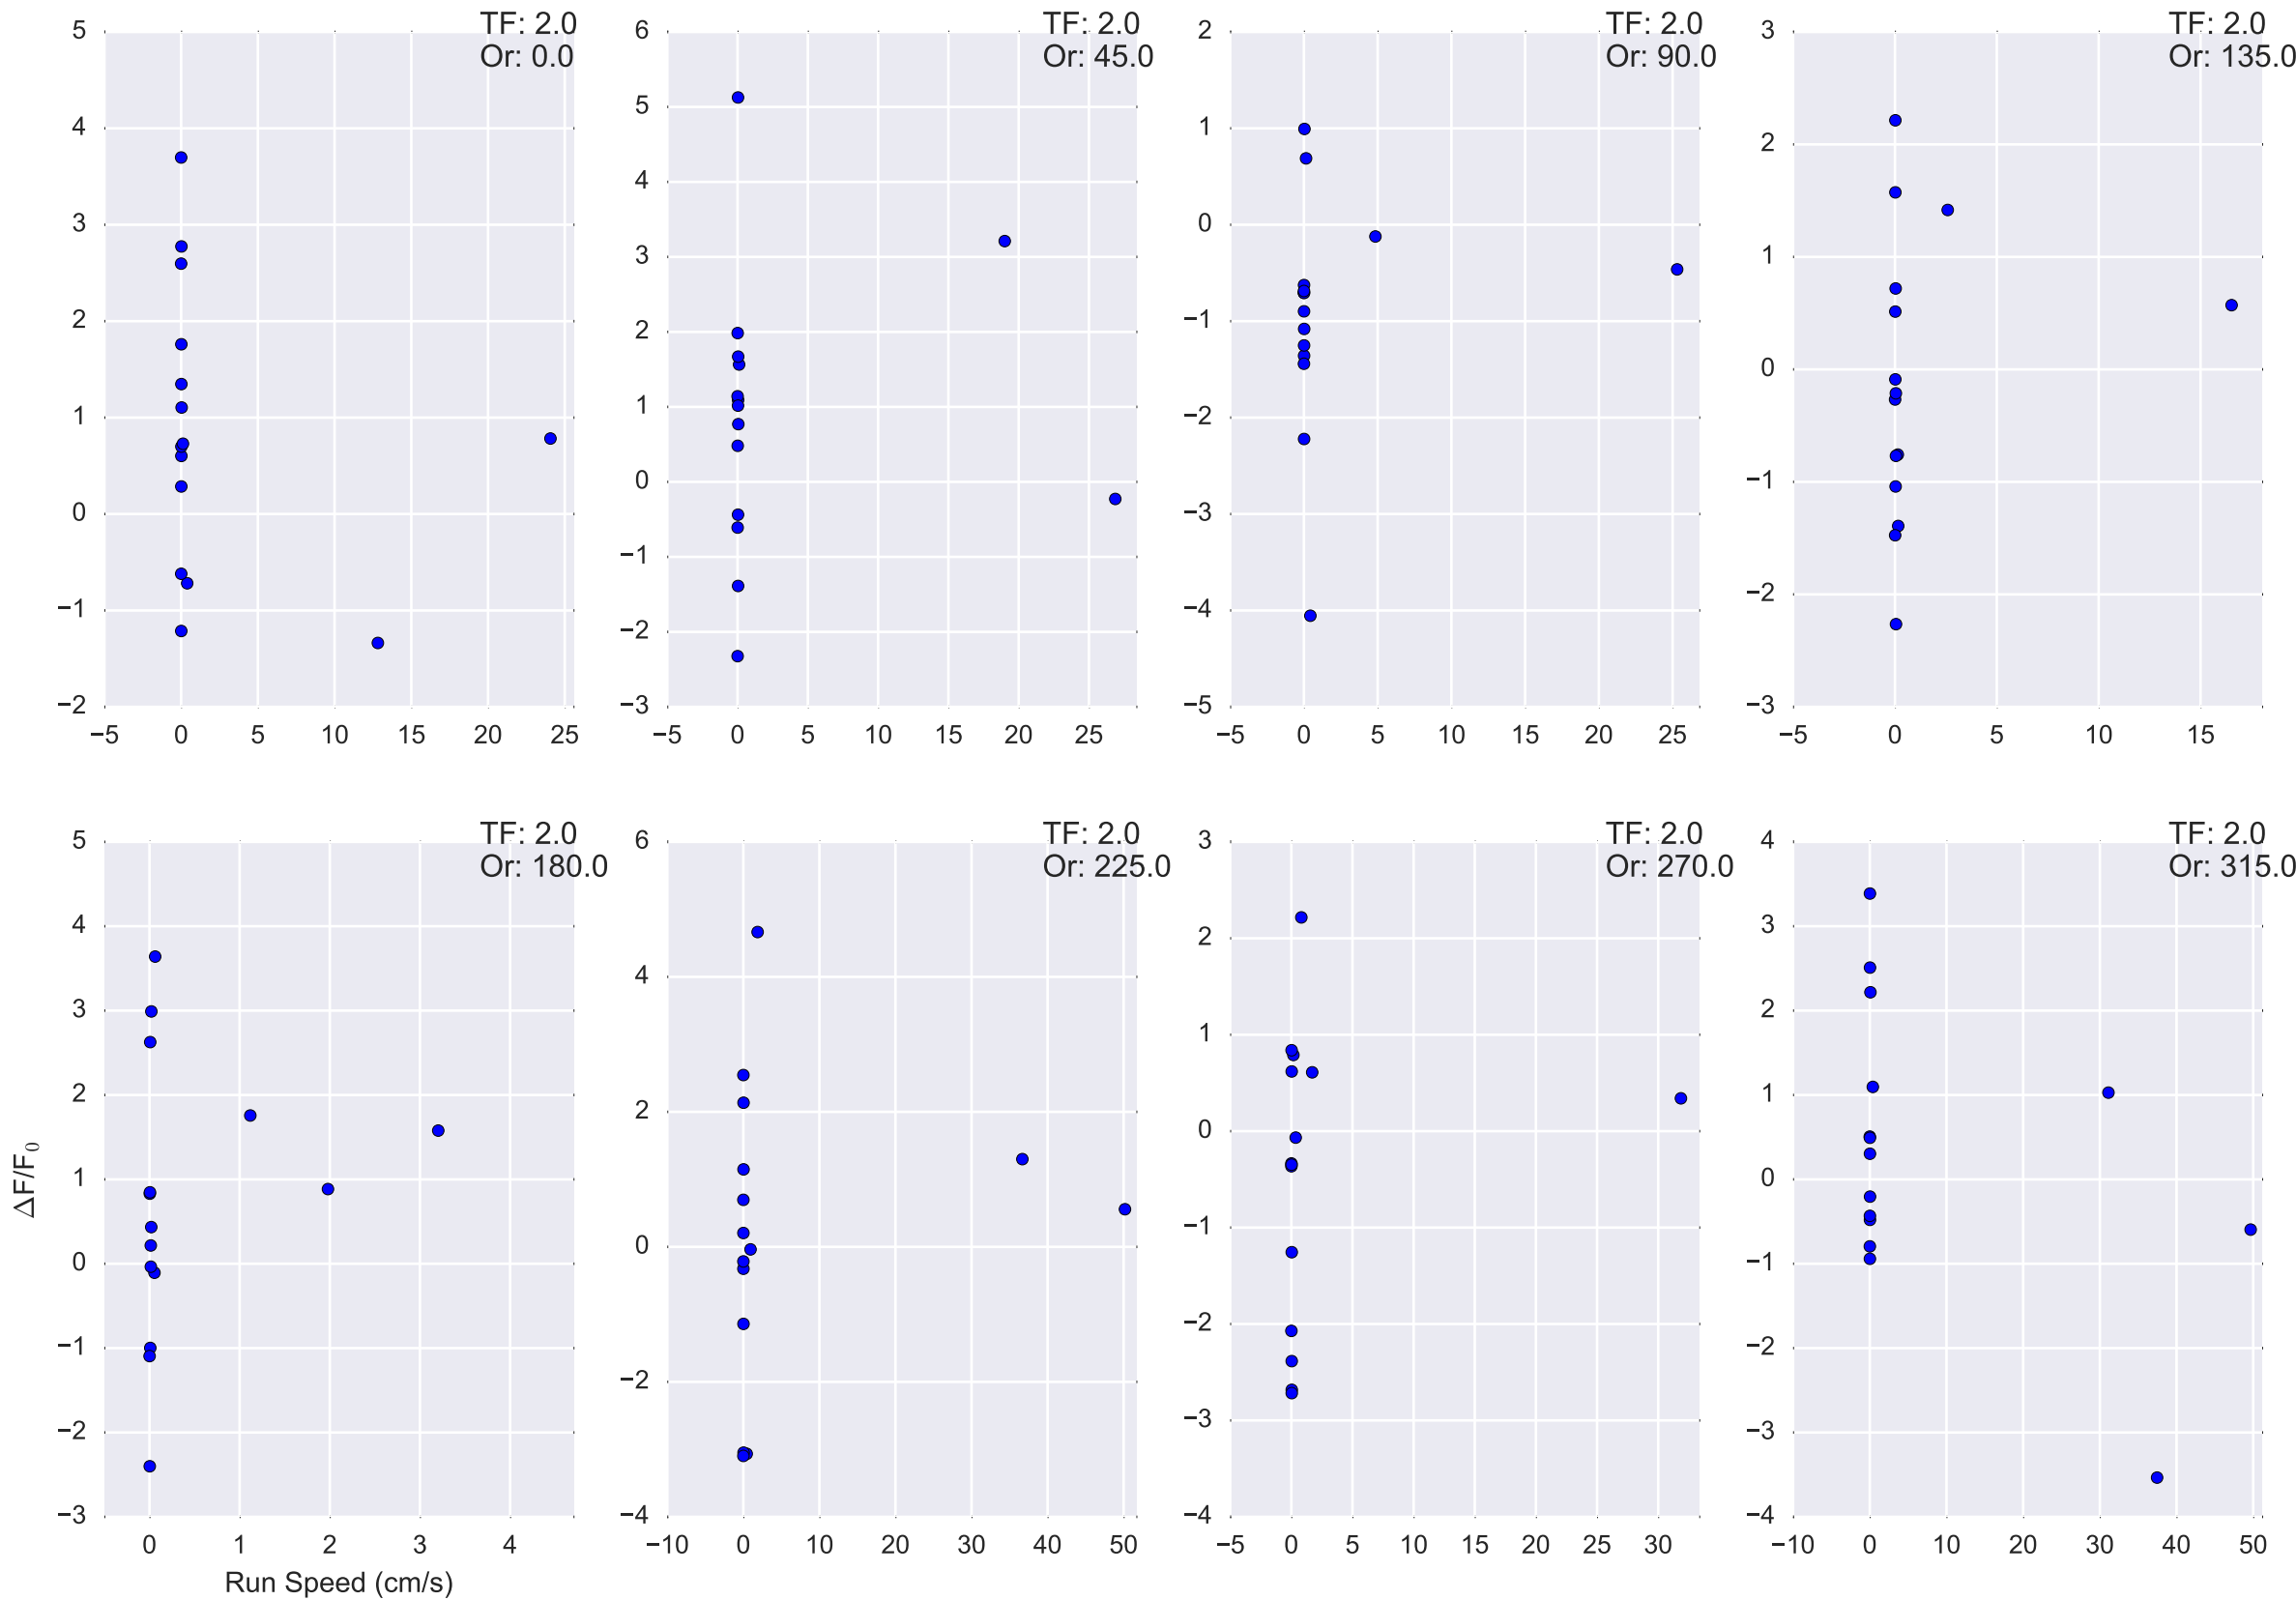 TF: 2.0
Or: 0.0
5
4
3
2
1
0
−1
−2
−5 0 5 10 15 20 25
TF: 2.0
Or: 45.0
6
5
4
3
2
1
0
−1
−2
−3
−5 0 5 10 15 20 25
TF: 2.0
Or: 90.0
2
1
0
−1
−2
−3
−4
−5
−5 0 5 10 15 20 25
TF: 2.0
Or: 135.0
3
2
1
0
−1
−2
−3
−5 0 5 10 15
TF: 2.0
Or: 180.0
5
4
3
2
1
0
−1
−2
−3
ΔF/F₀
0 1 2 3 4
Run Speed (cm/s)
TF: 2.0
Or: 225.0
6
4
2
0
−2
−4
−10 0 10 20 30 40 50
TF: 2.0
Or: 270.0
3
2
1
0
−1
−2
−3
−4
−5 0 5 10 15 20 25 30
TF: 2.0
Or: 315.0
4
3
2
1
0
−1
−2
−3
−4
−10 0 10 20 30 40 50